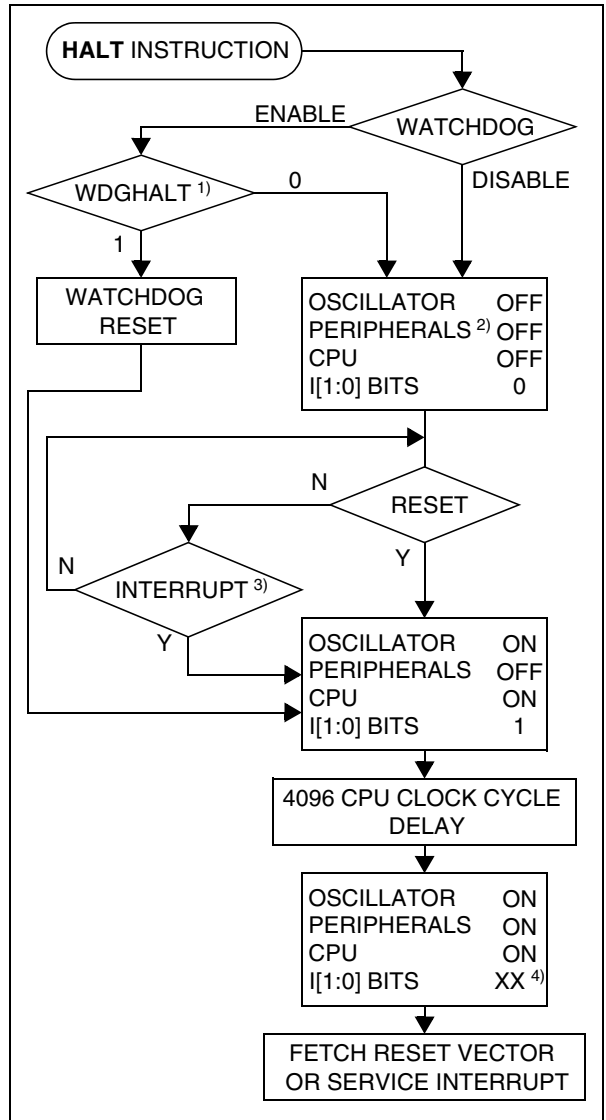 HALT INSTRUCTION
ENABLE
WATCHDOG
WDGHALT 1)
0
DISABLE
1
WATCHDOG
RESET
OSCILLATOR OFF
PERIPHERALS 2) OFF
CPU OFF
I[1:0] BITS 0
N
RESET
N
INTERRUPT 3)
Y
Y
OSCILLATOR ON
PERIPHERALS OFF
CPU ON
I[1:0] BITS 1
4096 CPU CLOCK CYCLE
DELAY
OSCILLATOR ON
PERIPHERALS ON
CPU ON
I[1:0] BITS XX 4)
FETCH RESET VECTOR
OR SERVICE INTERRUPT